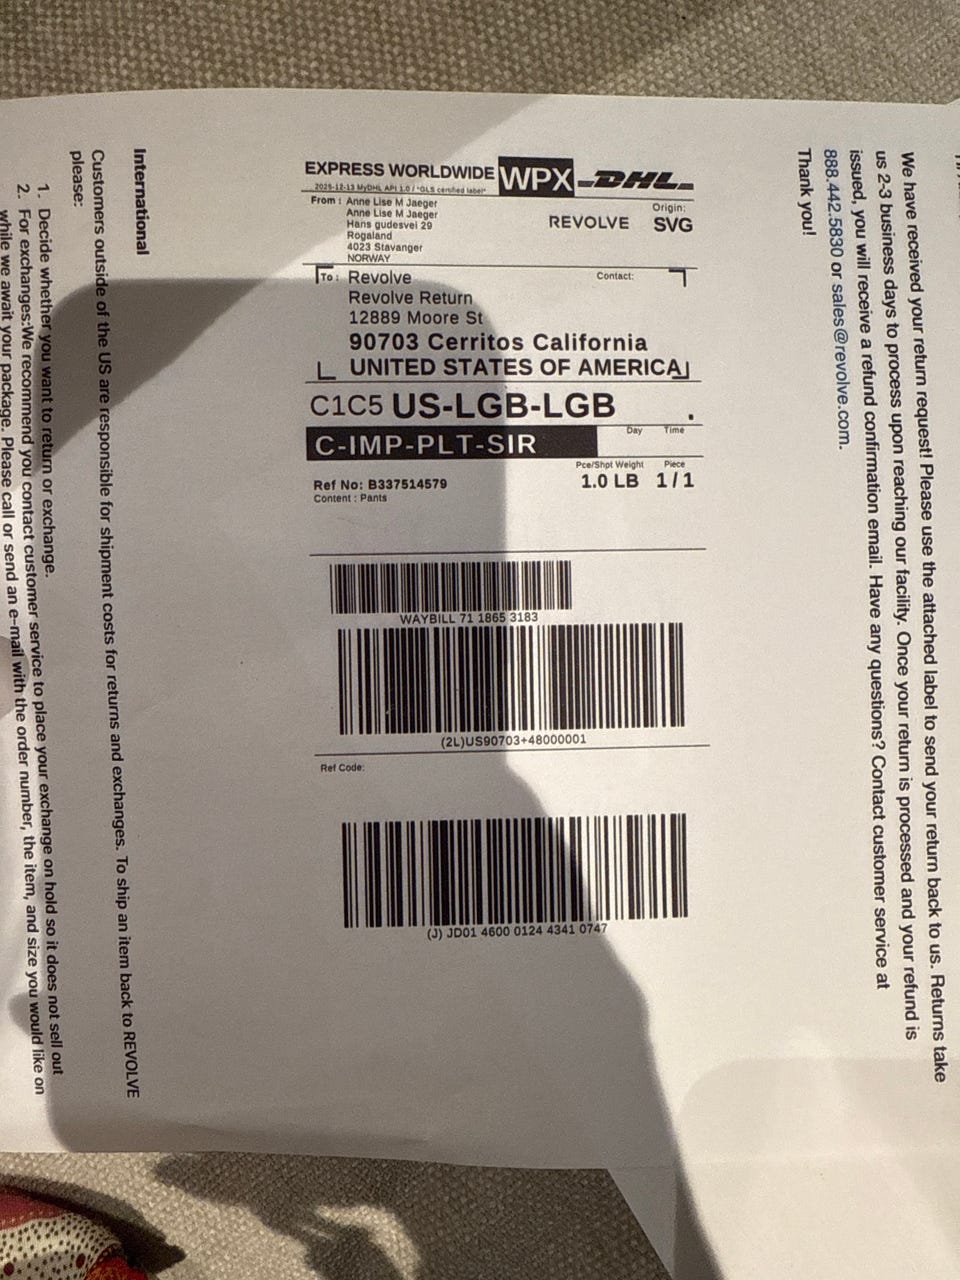 We have received your return request! Please use the attached label to send your return back to us. Returns take
us 2-3 business days to process upon reaching our facility. Once your return is processed and your refund is
issued, you will receive a refund confirmation email. Have any questions? Contact customer service at
888.442.5830 or sales@revolve.com.
Thank you!
EXPRESS WORLDWIDE WPX DHL
2025-12-13 MyDHL API 1.0 / *GLS certified label*
From : Anne Lise M Jaeger
Anne Lise M Jaeger
Hans gudesvei 29
Rogaland
4023 Stavanger
NORWAY
REVOLVE
Origin:
SVG
To : Revolve
Contact:
Revolve Return
12889 Moore St
90703 Cerritos California
UNITED STATES OF AMERICA
C1C5 US-LGB-LGB .
C-IMP-PLT-SIR
Day Time
Ref No: B337514579
Content : Pants
Pce/Shpt Weight Piece
1.0 LB 1 / 1
WAYBILL 71 1865 3183
(2L)US90703+48000001
Ref Code:
(J) JD01 4600 0124 4341 0747
International
Customers outside of the US are responsible for shipment costs for returns and exchanges. To ship an item back to REVOLVE
please:
1. Decide whether you want to return or exchange.
2. For exchanges:We recommend you contact customer service to place your exchange on hold so it does not sell out
while we await your package. Please call or send an e-mail with the order number, the item, and size you would like on